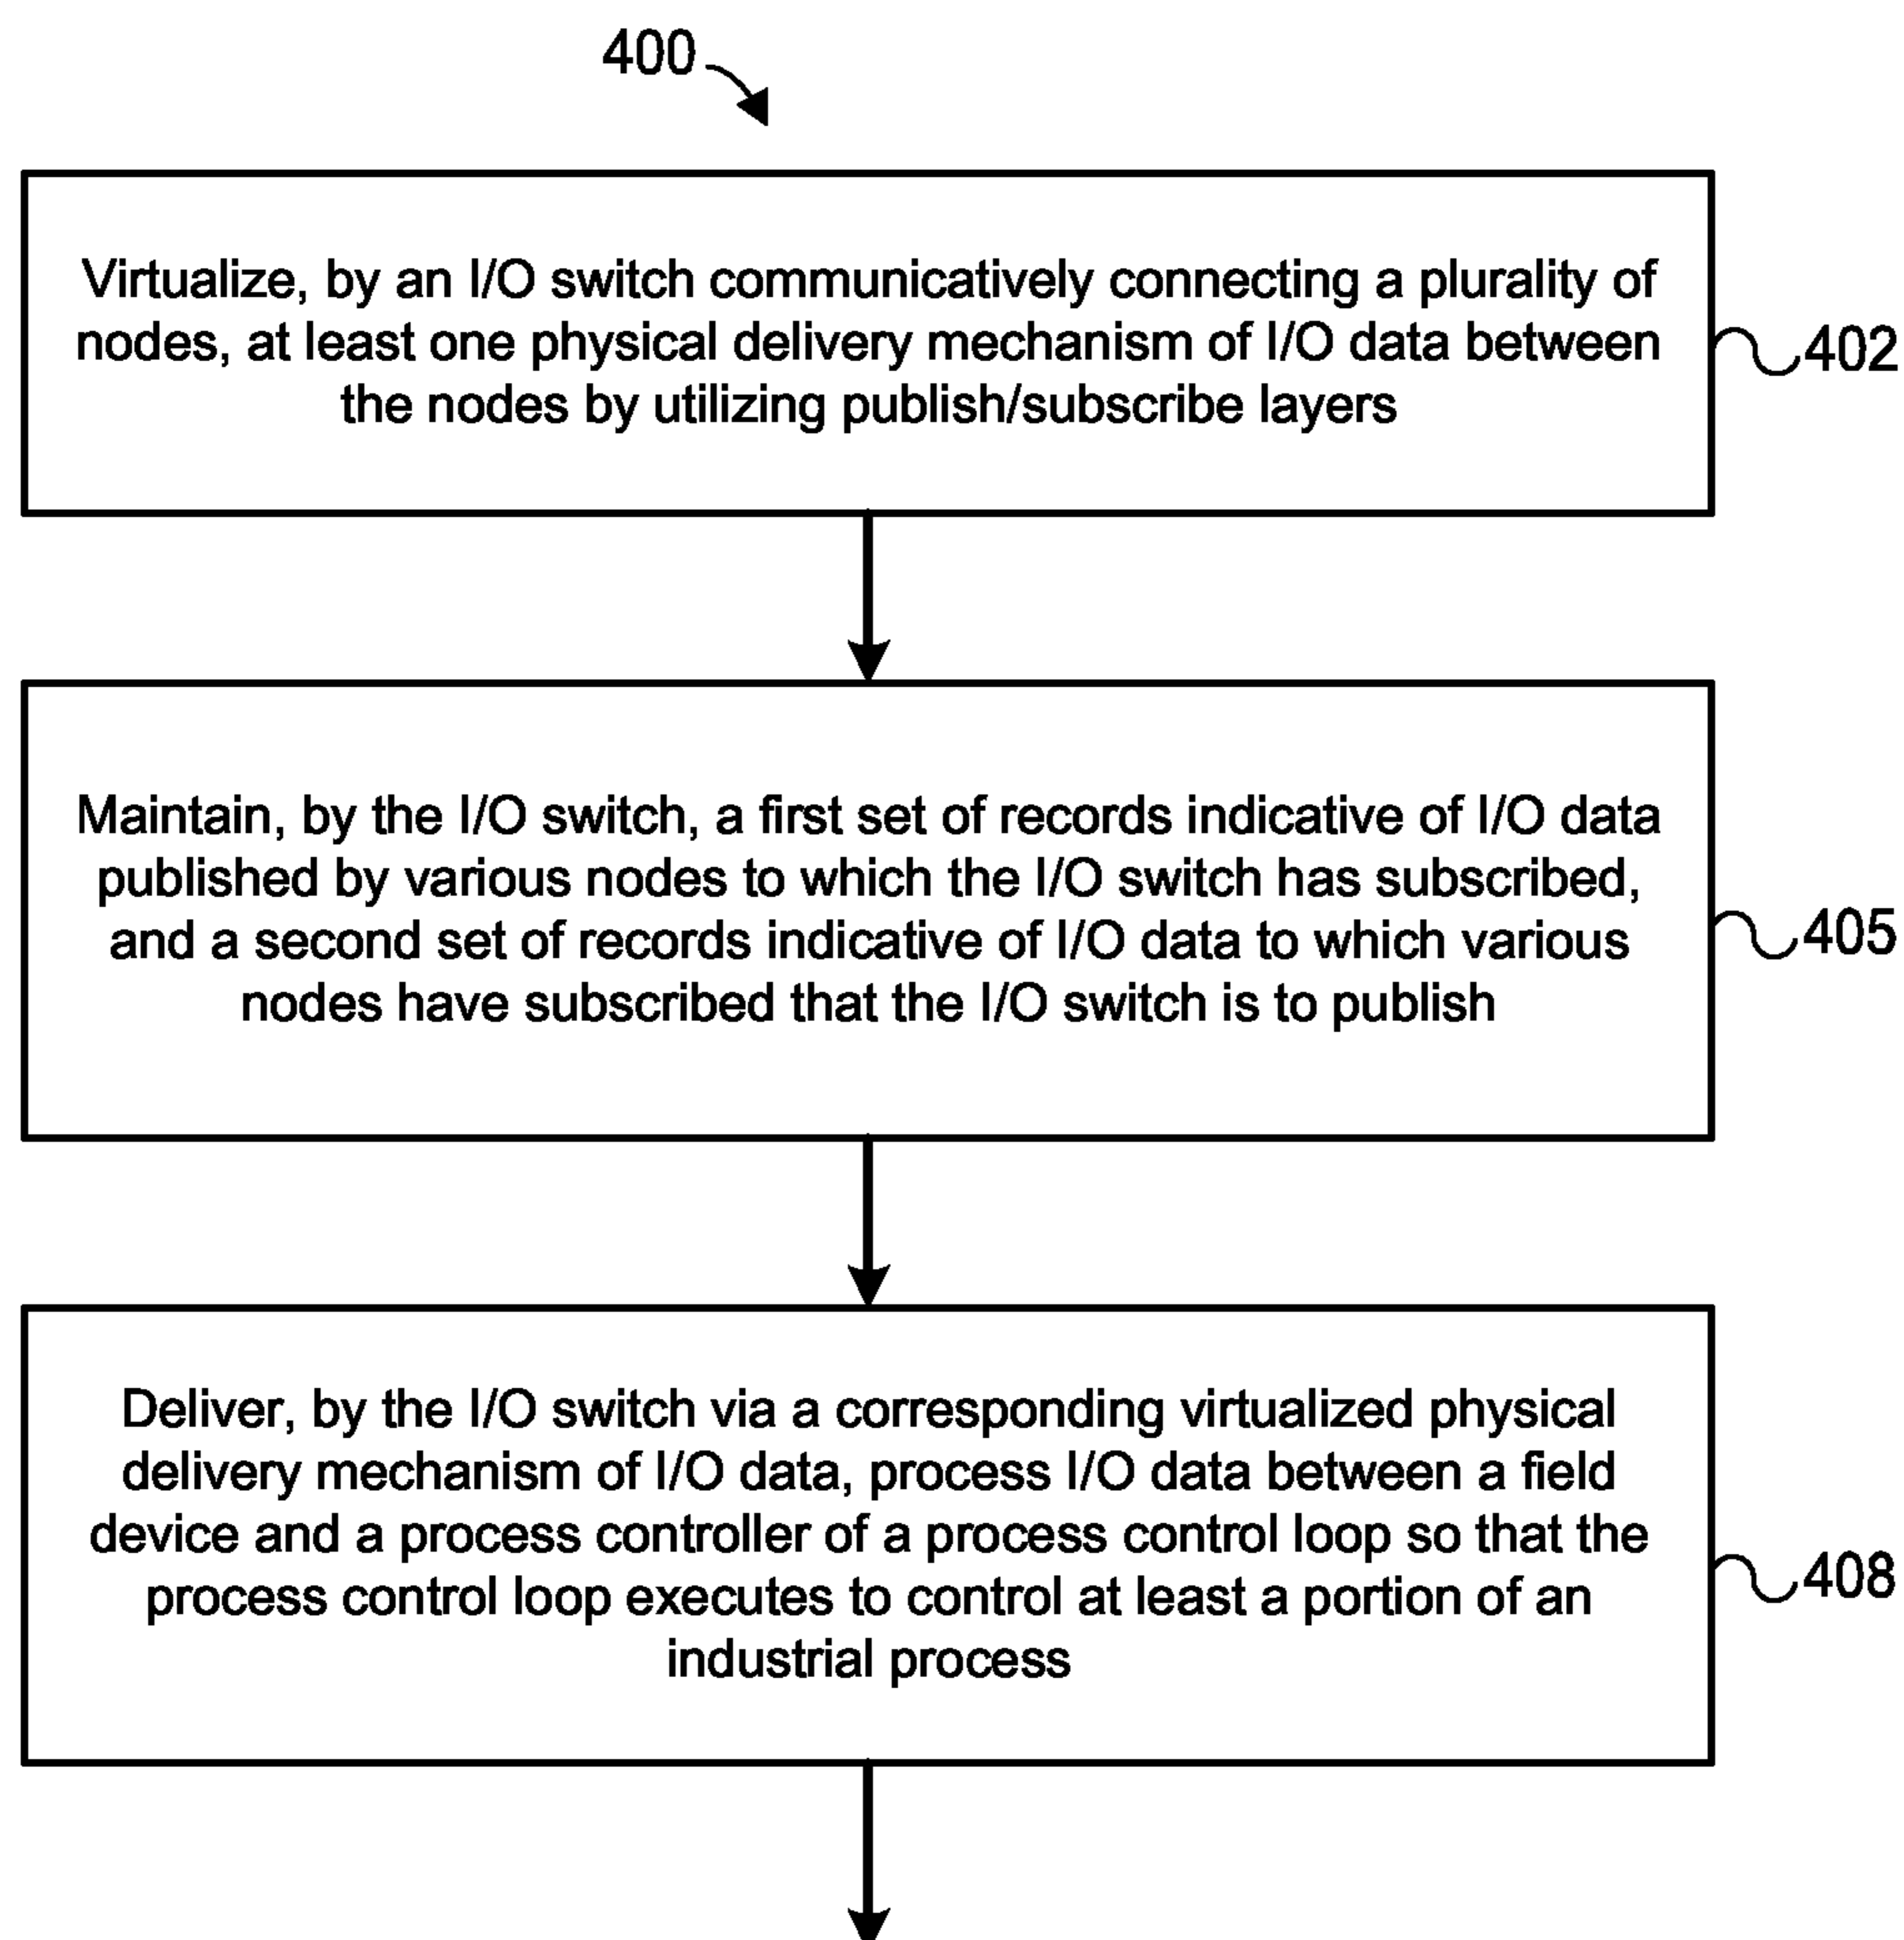 400
Virtualize, by an I/O switch communicatively connecting a plurality of
nodes, at least one physical delivery mechanism of I/O data between
the nodes by utilizing publish/subscribe layers
402
Maintain, by the I/O switch, a first set of records indicative of I/O data
published by various nodes to which the I/O switch has subscribed,
and a second set of records indicative of I/O data to which various
nodes have subscribed that the I/O switch is to publish
405
Deliver, by the I/O switch via a corresponding virtualized physical
delivery mechanism of I/O data, process I/O data between a field
device and a process controller of a process control loop so that the
process control loop executes to control at least a portion of an
industrial process
408